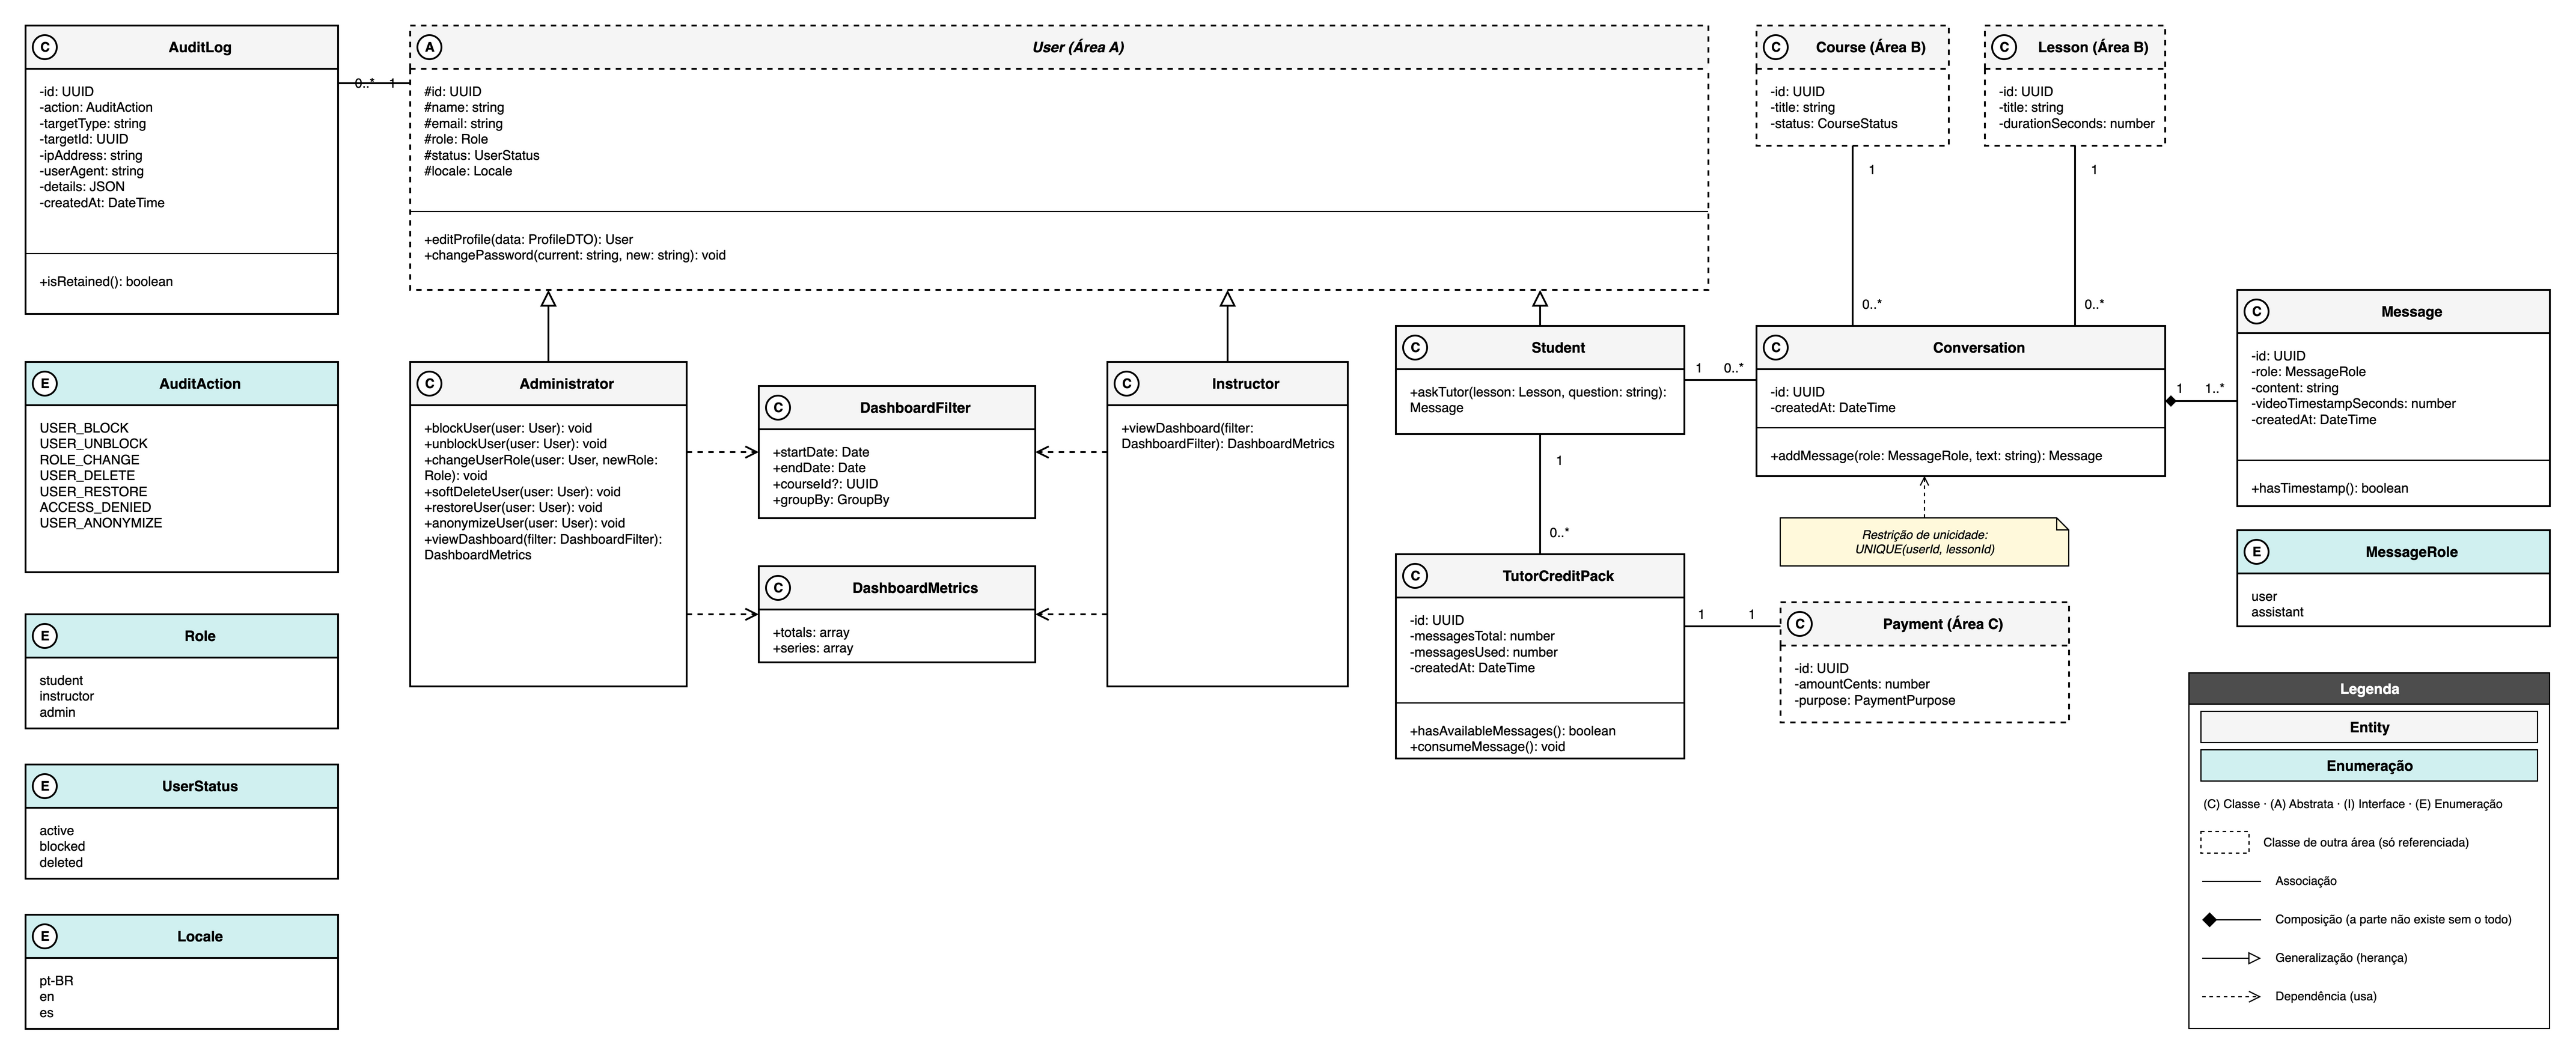 C AuditLog
-id: UUID
-action: AuditAction
-targetType: string
-targetId: UUID
-ipAddress: string
-userAgent: string
-details: JSON
-createdAt: DateTime
+isRetained(): boolean
0..* 1
A User (Área A)
#id: UUID
#name: string
#email: string
#role: Role
#status: UserStatus
#locale: Locale
+editProfile(data: ProfileDTO): User
+changePassword(current: string, new: string): void
C Course (Área B)
-id: UUID
-title: string
-status: CourseStatus
1
0..*
C Lesson (Área B)
-id: UUID
-title: string
-durationSeconds: number
1
0..*
E AuditAction
USER_BLOCK
USER_UNBLOCK
ROLE_CHANGE
USER_DELETE
USER_RESTORE
ACCESS_DENIED
USER_ANONYMIZE
E Role
student
instructor
admin
E UserStatus
active
blocked
deleted
E Locale
pt-BR
en
es
C Administrator
+blockUser(user: User): void
+unblockUser(user: User): void
+changeUserRole(user: User, newRole:
Role): void
+softDeleteUser(user: User): void
+restoreUser(user: User): void
+anonymizeUser(user: User): void
+viewDashboard(filter: DashboardFilter):
DashboardMetrics
C DashboardFilter
+startDate: Date
+endDate: Date
+courseId?: UUID
+groupBy: GroupBy
C DashboardMetrics
+totals: array
+series: array
C Instructor
+viewDashboard(filter:
DashboardFilter): DashboardMetrics
C Student
+askTutor(lesson: Lesson, question: string):
Message
1 0..*
1
0..*
C Conversation
-id: UUID
-createdAt: DateTime
+addMessage(role: MessageRole, text: string): Message
1 1..*
Restrição de unicidade:
UNIQUE(userId, lessonId)
C Message
-id: UUID
-role: MessageRole
-content: string
-videoTimestampSeconds: number
-createdAt: DateTime
+hasTimestamp(): boolean
E MessageRole
user
assistant
C TutorCreditPack
-id: UUID
-messagesTotal: number
-messagesUsed: number
-createdAt: DateTime
+hasAvailableMessages(): boolean
+consumeMessage(): void
1 1
C Payment (Área C)
-id: UUID
-amountCents: number
-purpose: PaymentPurpose
Legenda
Entity
Enumeração
(C) Classe · (A) Abstrata · (I) Interface · (E) Enumeração
Classe de outra área (só referenciada)
Associação
Composição (a parte não existe sem o todo)
Generalização (herança)
Dependência (usa)